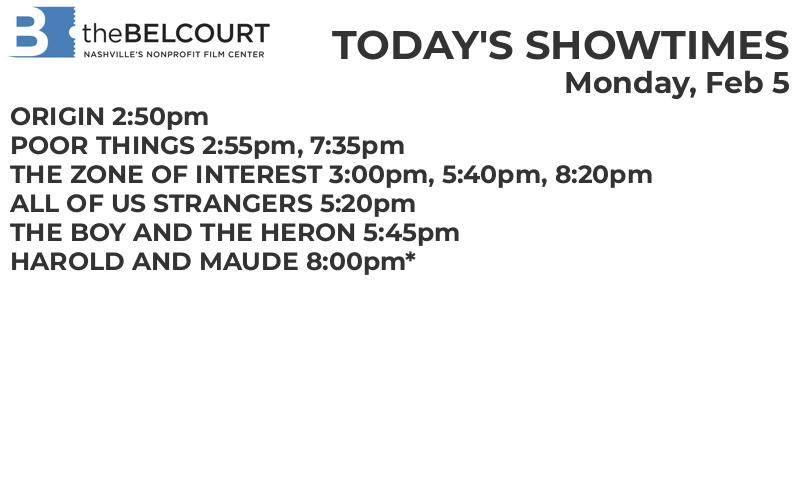 B theBELCOURT
NASHVILLE'S NONPROFIT FILM CENTER
TODAY'S SHOWTIMES
Monday, Feb 5
ORIGIN 2:50pm
POOR THINGS 2:55pm, 7:35pm
THE ZONE OF INTEREST 3:00pm, 5:40pm, 8:20pm
ALL OF US STRANGERS 5:20pm
THE BOY AND THE HERON 5:45pm
HAROLD AND MAUDE 8:00pm*